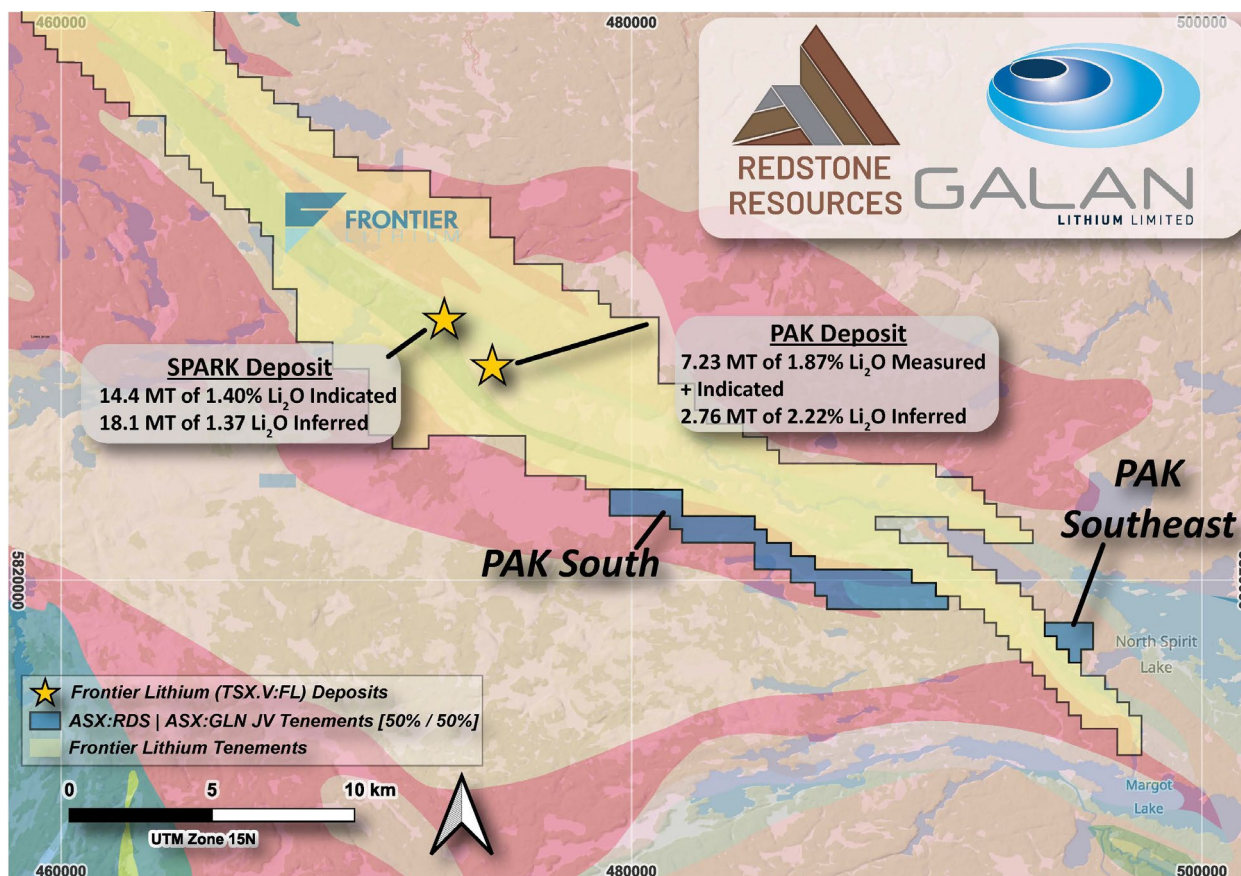 460000
480000
500000
REDSTONE
RESOURCES
GALAN
LITHIUM LIMITED
FRONTIER
LITHIUM
SPARK Deposit
14.4 MT of 1.40% Li₂O Indicated
18.1 MT of 1.37 Li₂O Inferred
PAK Deposit
7.23 MT of 1.87% Li₂O Measured
+ Indicated
2.76 MT of 2.22% Li₂O Inferred
PAK
Southeast
PAK South
5820000
North Spirit
Lake
Frontier Lithium (TSX.V:FL) Deposits
ASX:RDS | ASX:GLN JV Tenements [50% / 50%]
Frontier Lithium Tenements
0 5 10 km
UTM Zone 15N
Margot
Lake
460000
480000
500000